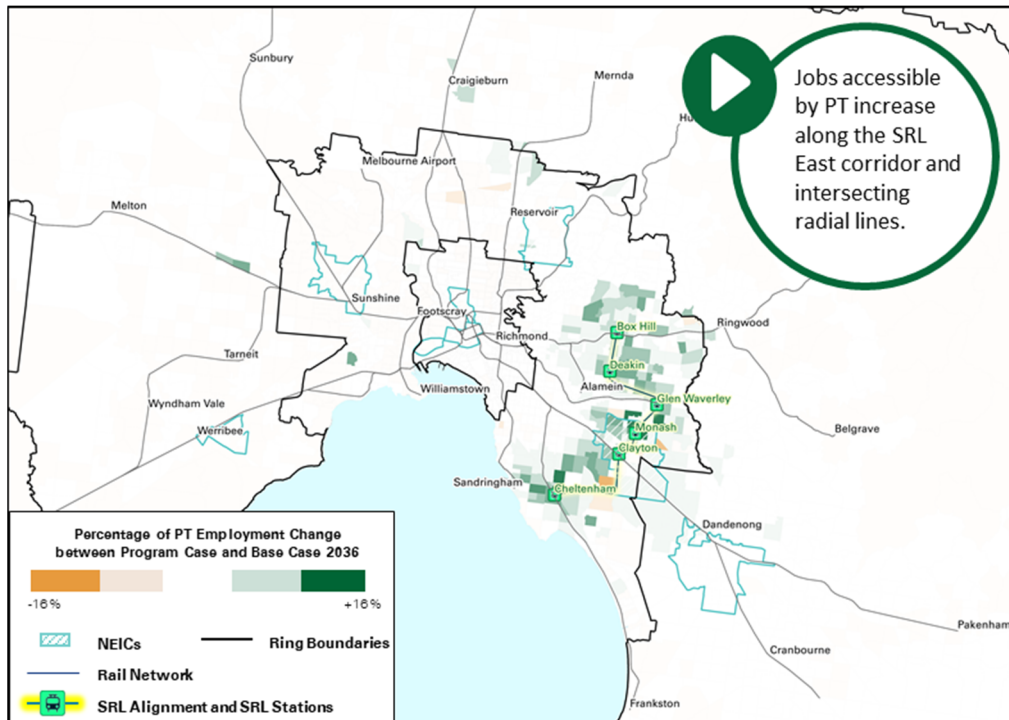 Sunbury
Craigieburn
Mernda
Hu
Jobs accessible
by PT increase
along the SRL
East corridor and
intersecting
radial lines.
Melbourne Airport
Melton
Reservoir
Sunshine
Footscray
Richmond
Box Hill
Ringwood
Tarneit
Deakin
Alamein
Williamstown
Glen Waverley
Wyndham Vale
Werribee
Monash
Belgrave
Clayton
Sandringham
Cheltenham
Dandenong
Pakenham
Cranbourne
Frankston
Percentage of PT Employment Change
between Program Case and Base Case 2036
-16% +16%
NEICs Ring Boundaries
Rail Network
SRL Alignment and SRL Stations